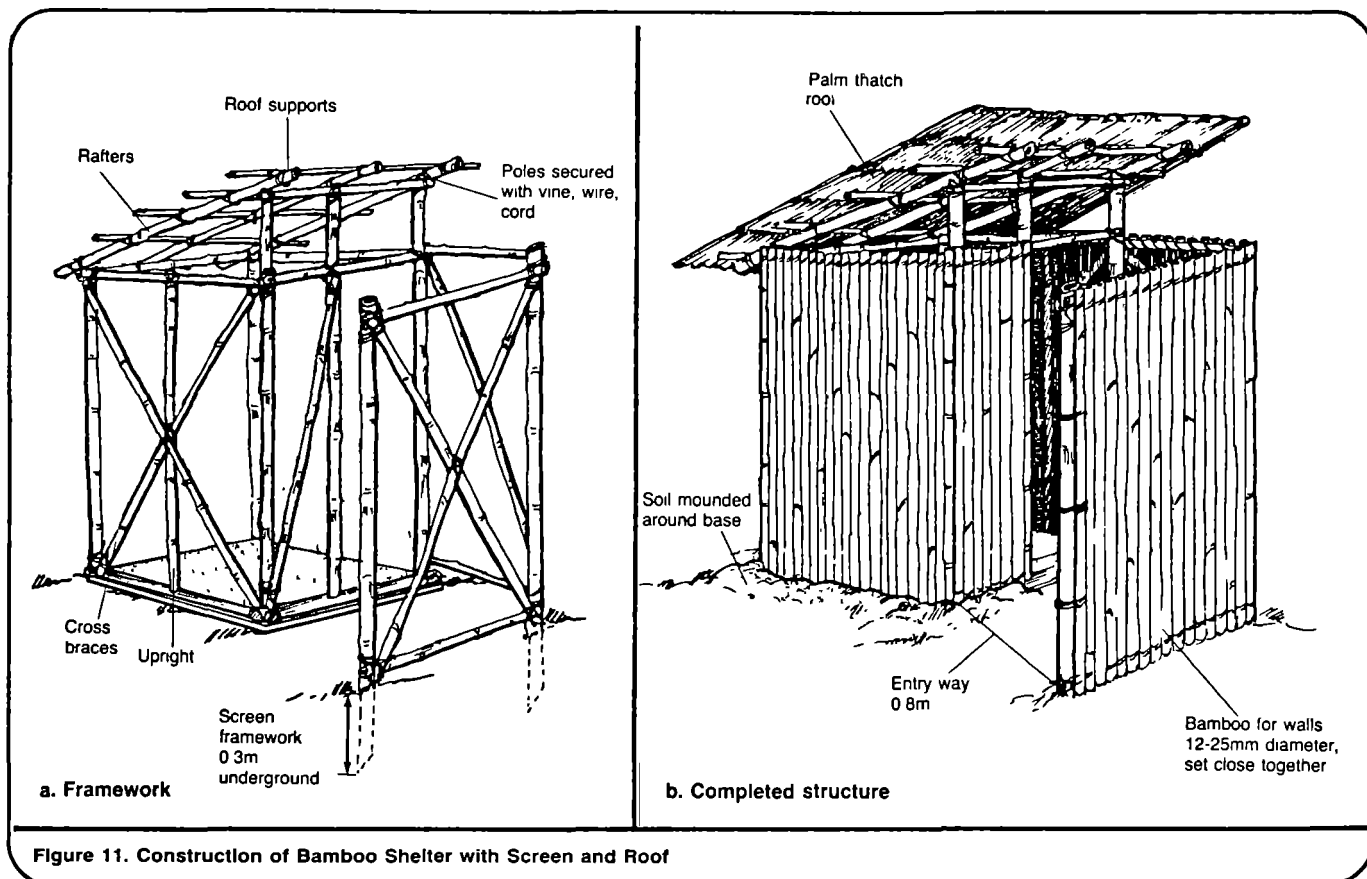 Roof supports
Rafters
Poles secured
with vine, wire,
cord
Cross
braces
Upright
Screen
framework
0 3m
underground
a. Framework
Palm thatch
roof
Soil mounded
around base
Entry way
0 8m
Bamboo for walls
12-25mm diameter,
set close together
b. Completed structure
Figure 11. Construction of Bamboo Shelter with Screen and Roof